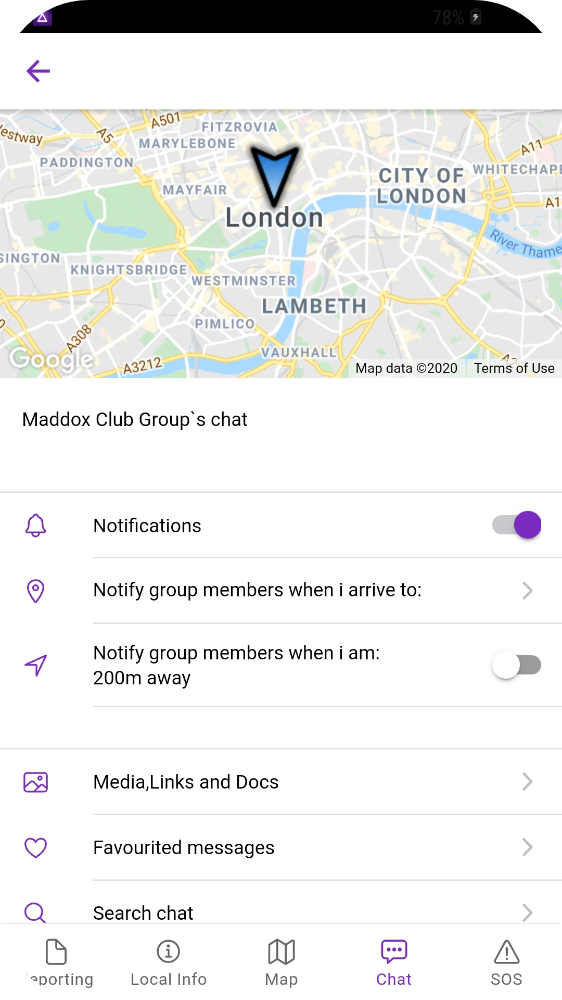 78%
A501
FITZROVIA
estway
A5
MARYLEBONE
A11
PADDINGTON
CITY OF
LONDON
WHITECHAPE
MAYFAIR
A1
London
River Thame
SINGTON
KNIGHTSBRIDGE
WESTMINSTER
LAMBETH
PIMLICO
A308
VAUXHALL
Google
A3212
A2
Map data ©2020
Terms of Use
Maddox Club Group`s chat
Notifications
Notify group members when i arrive to:
Notify group members when i am:
200m away
Media,Links and Docs
Favourited messages
Search chat
eporting
Local Info
Map
Chat
SOS